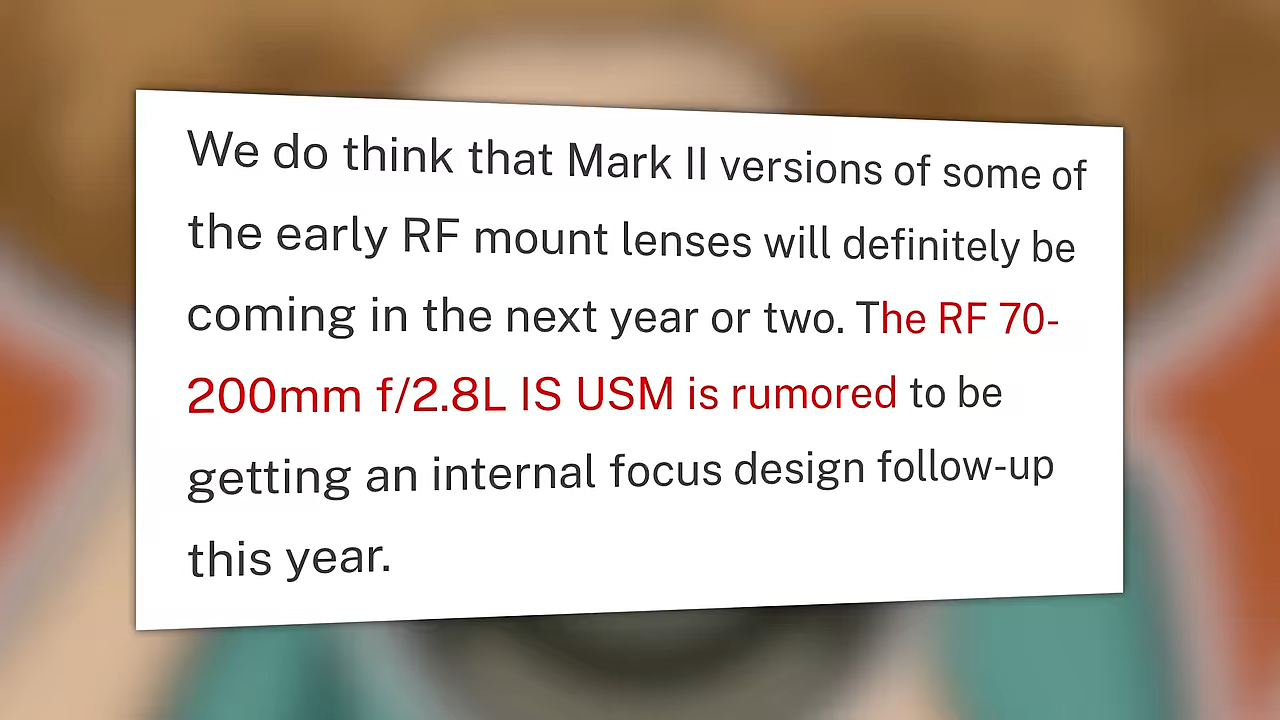 We do think that Mark II versions of some of
the early RF mount lenses will definitely be
coming in the next year or two. The RF 70-
200mm f/2.8L IS USM is rumored to be
getting an internal focus design follow-up
this year.